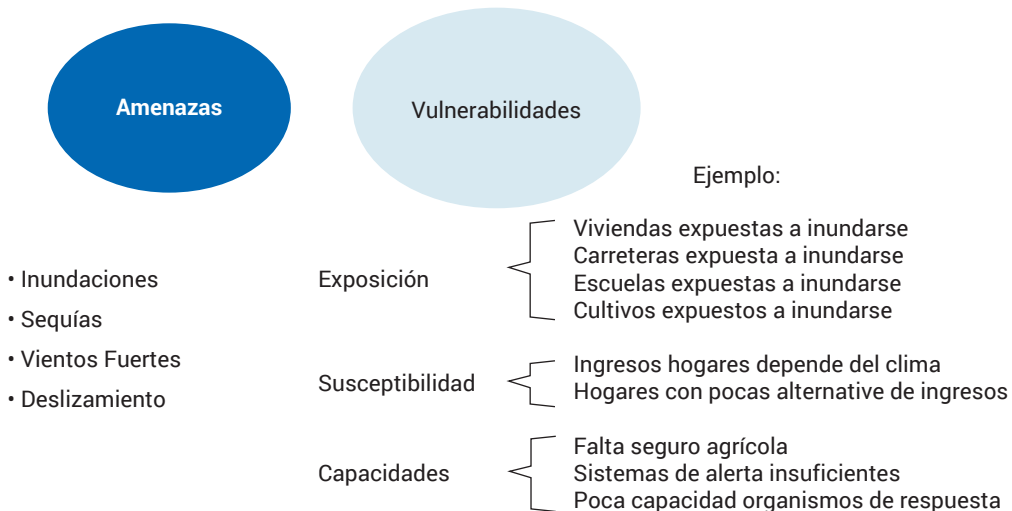 Amenazas
Vulnerabilidades
Ejemplo:
• Inundaciones
• Sequías
• Vientos Fuertes
• Deslizamiento
Exposición
Viviendas expuestas a inundarse
Carreteras expuesta a inundarse
Escuelas expuestas a inundarse
Cultivos expuestos a inundarse
Susceptibilidad
Ingresos hogares depende del clima
Hogares con pocas alternative de ingresos
Capacidades
Falta seguro agrícola
Sistemas de alerta insuficientes
Poca capacidad organismos de respuesta